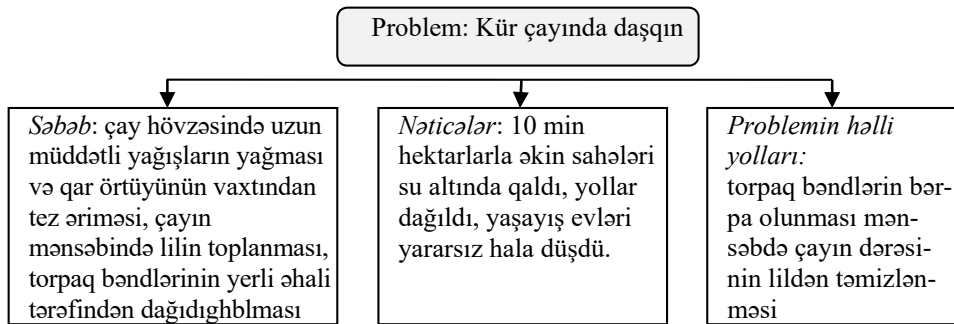 Problem: Kür çayında daşqın
Səbəb: çay hövzəsində uzun
müddətli yağışların yağması
və qar örtüyünün vaxtından
tez əriməsi, çayın
mənsəbində lilin toplanması,
torpaq bəndlərinin yerli əhali
tərəfindən dağıdıghblması
Nəticələr: 10 min
hektarlarla əkin sahələri
su altında qaldı, yollar
dağıldı, yaşayış evləri
yararsız hala düşdü.
Problemin həlli
yolları:
torpaq bəndlərin bər-
pa olunması mən-
səbdə çayın dərəsi-
nin lildən təmizlən-
məsi